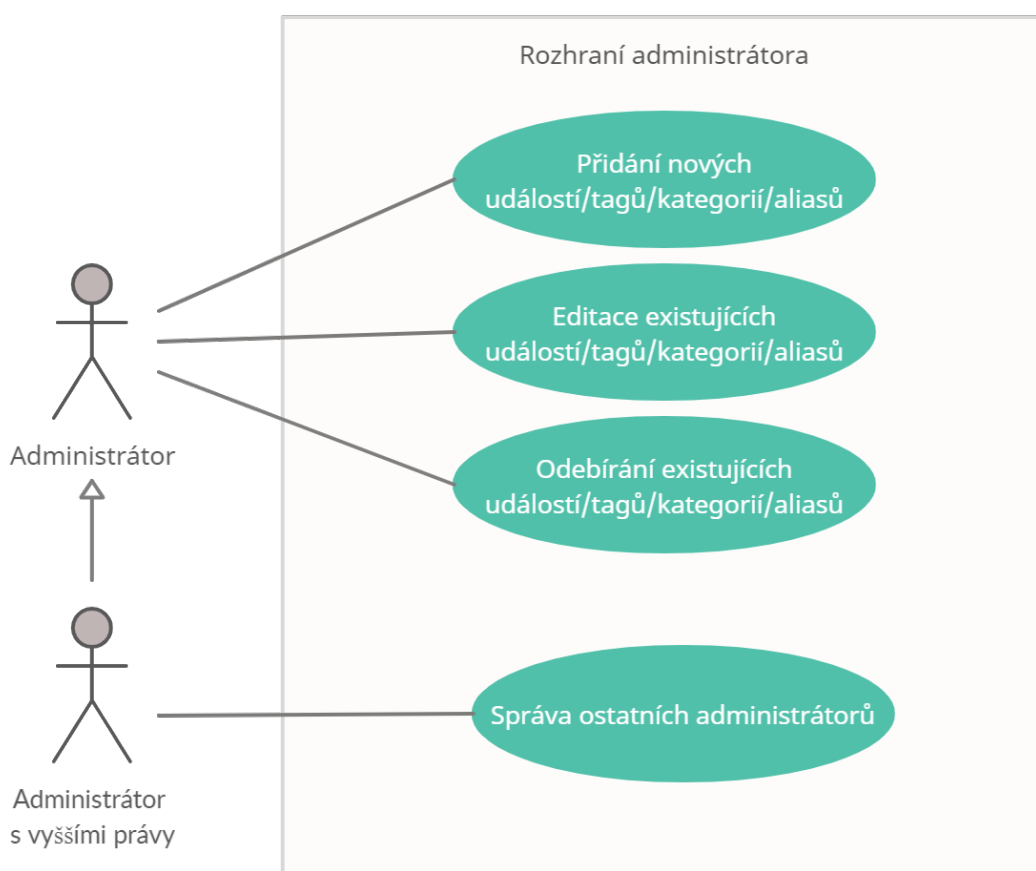 Rozhraní administrátora
Přidání nových
událostí/tagů/kategorií/aliasů
Editace existujících
událostí/tagů/kategorií/aliasů
Odebírání existujících
událostí/tagů/kategorií/aliasů
Administrátor
Správa ostatních administrátorů
Administrátor
s vyššími právy